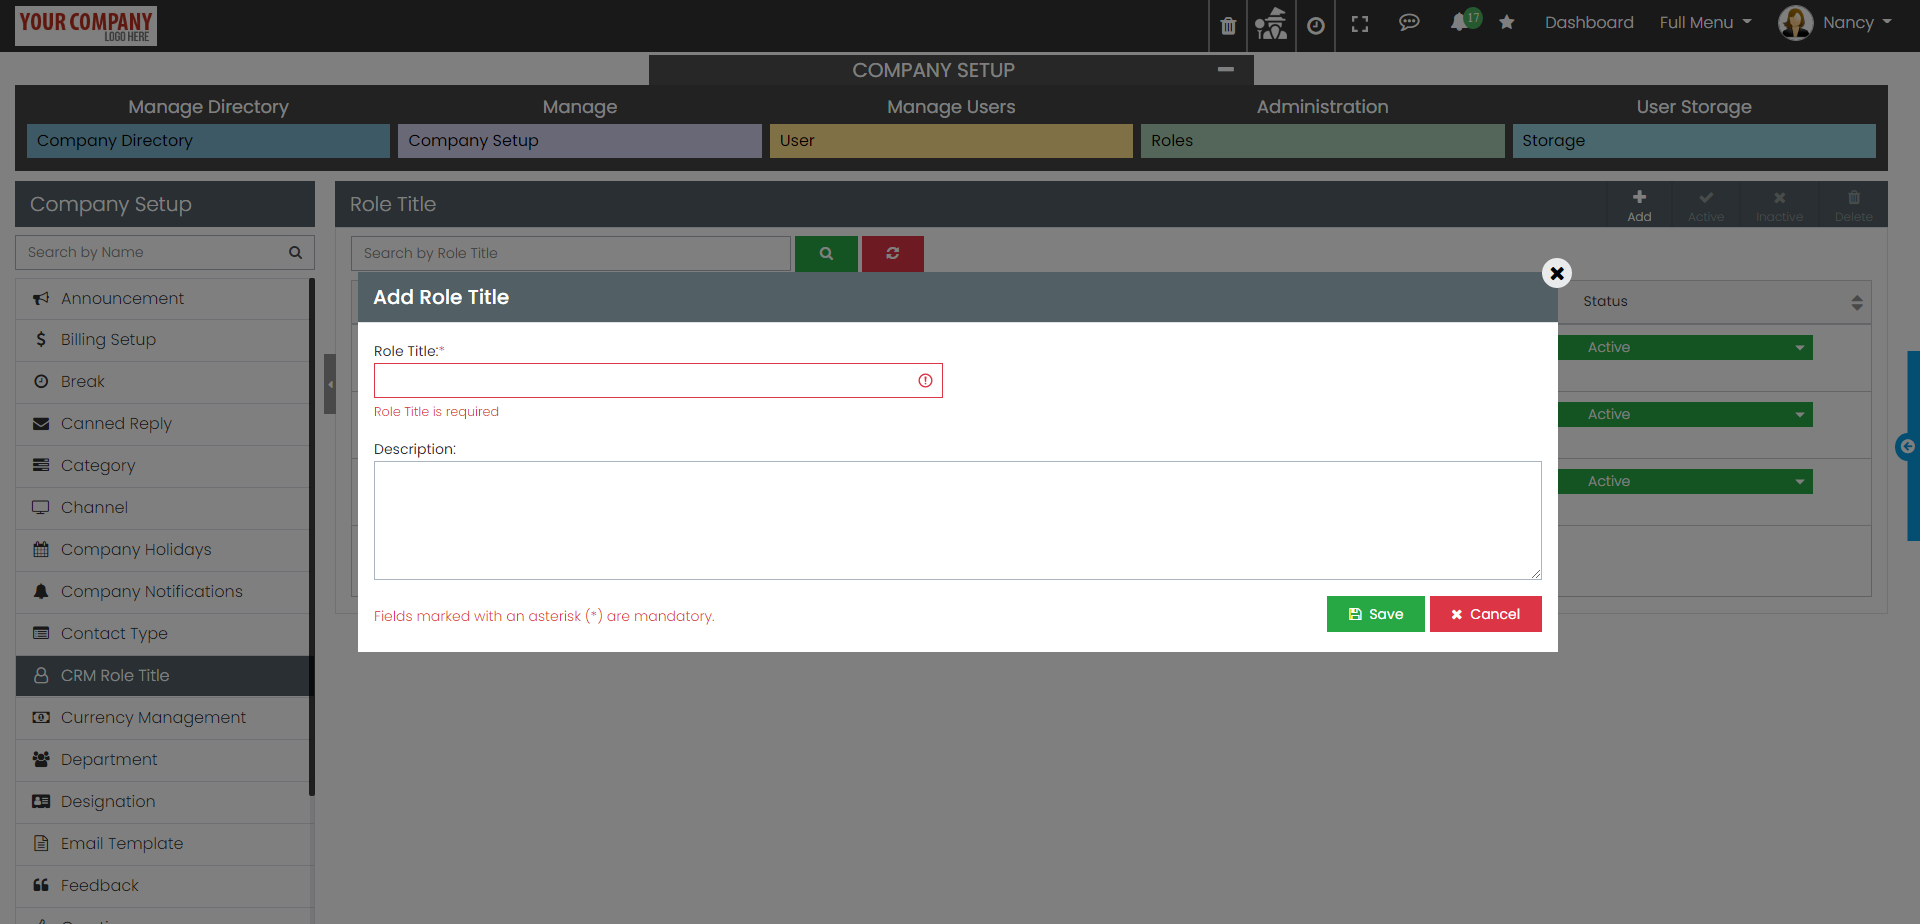 YOUR COMPANY
LOGO HERE
17
Dashboard
Full Menu
Nancy
COMPANY SETUP
Manage Directory
Manage
Manage Users
Administration
User Storage
Company Directory
Company Setup
User
Roles
Storage
Company Setup
Role Title
Add
Active
Inactive
Delete
Search by Name
Search by Role Title
Announcement
Billing Setup
Break
Canned Reply
Category
Channel
Company Holidays
Company Notifications
Contact Type
CRM Role Title
Currency Management
Department
Designation
Email Template
Feedback
Add Role Title
Role Title:*
Role Title is required
Description:
Fields marked with an asterisk (*) are mandatory.
Save
Cancel
Status
Active
Active
Active